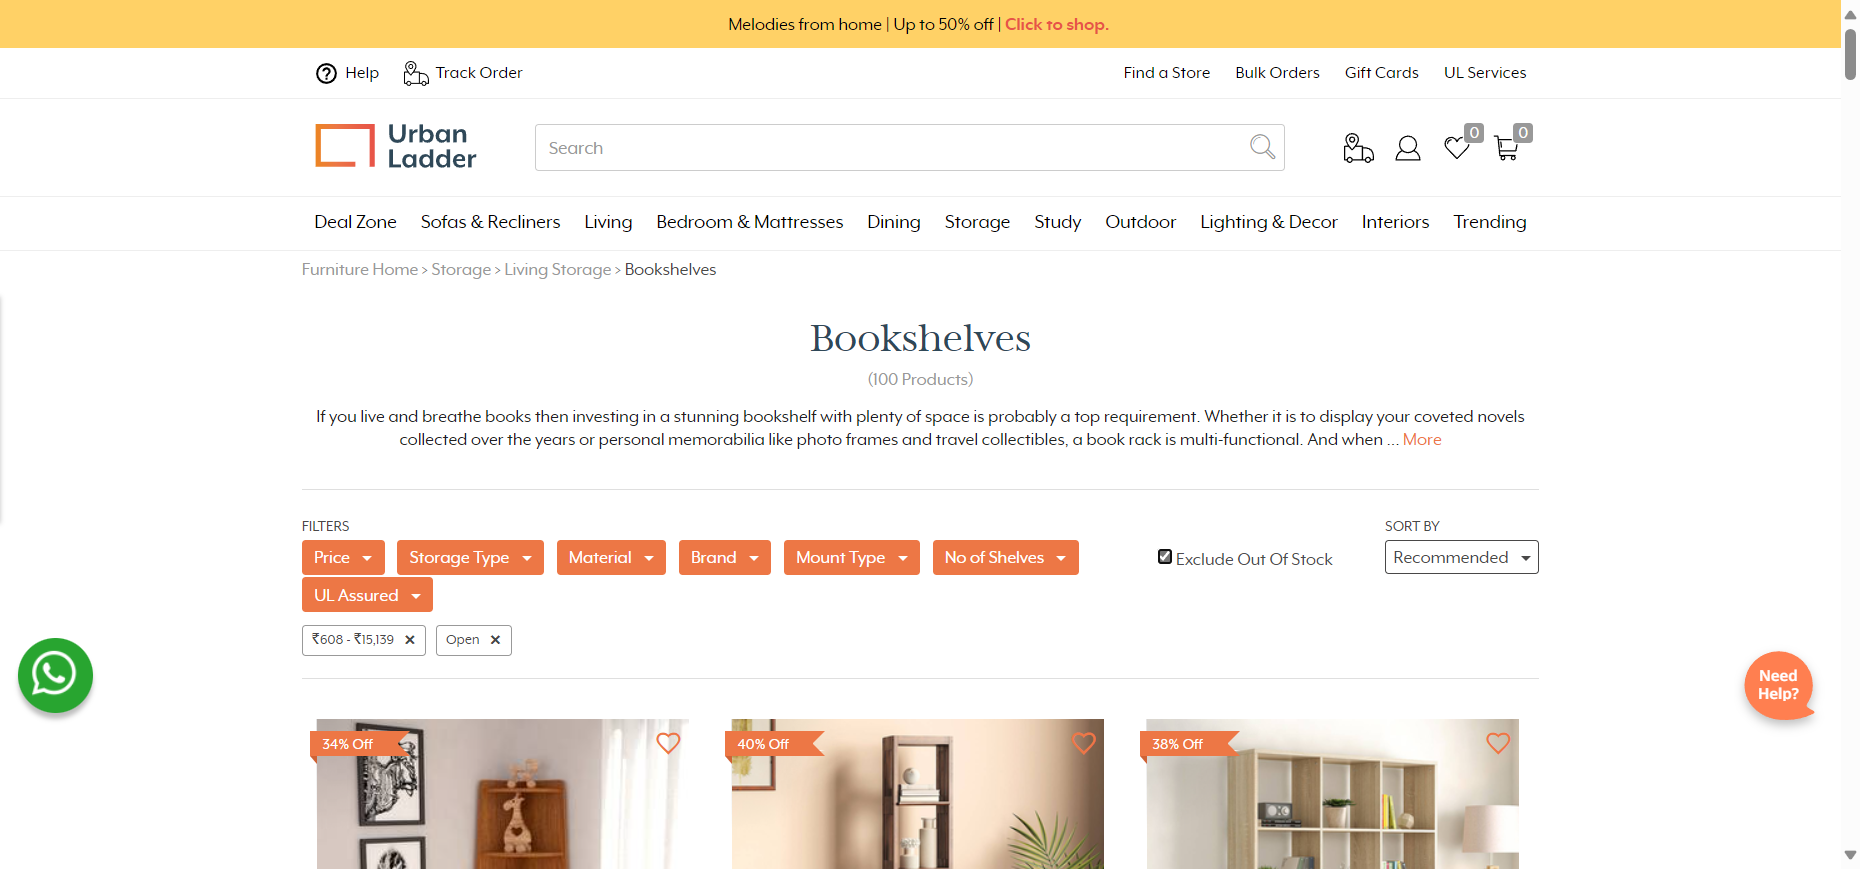 Melodies from home | Up to 50% off | Click to shop.
Help
Track Order
Find a Store
Bulk Orders
Gift Cards
UL Services
Urban
Ladder
Search
0
0
Deal Zone
Sofas & Recliners
Living
Bedroom & Mattresses
Dining
Storage
Study
Outdoor
Lighting & Decor
Interiors
Trending
Furniture Home > Storage > Living Storage > Bookshelves
Bookshelves
(100 Products)
If you live and breathe books then investing in a stunning bookshelf with plenty of space is probably a top requirement. Whether it is to display your coveted novels
collected over the years or personal memorabilia like photo frames and travel collectibles, a book rack is multi-functional. And when ... More
FILTERS
SORT BY
Price
Storage Type
Material
Brand
Mount Type
No of Shelves
Exclude Out Of Stock
Recommended
UL Assured
₹608 - ₹15,139
Open
Need
Help?
34% Off
40% Off
38% Off